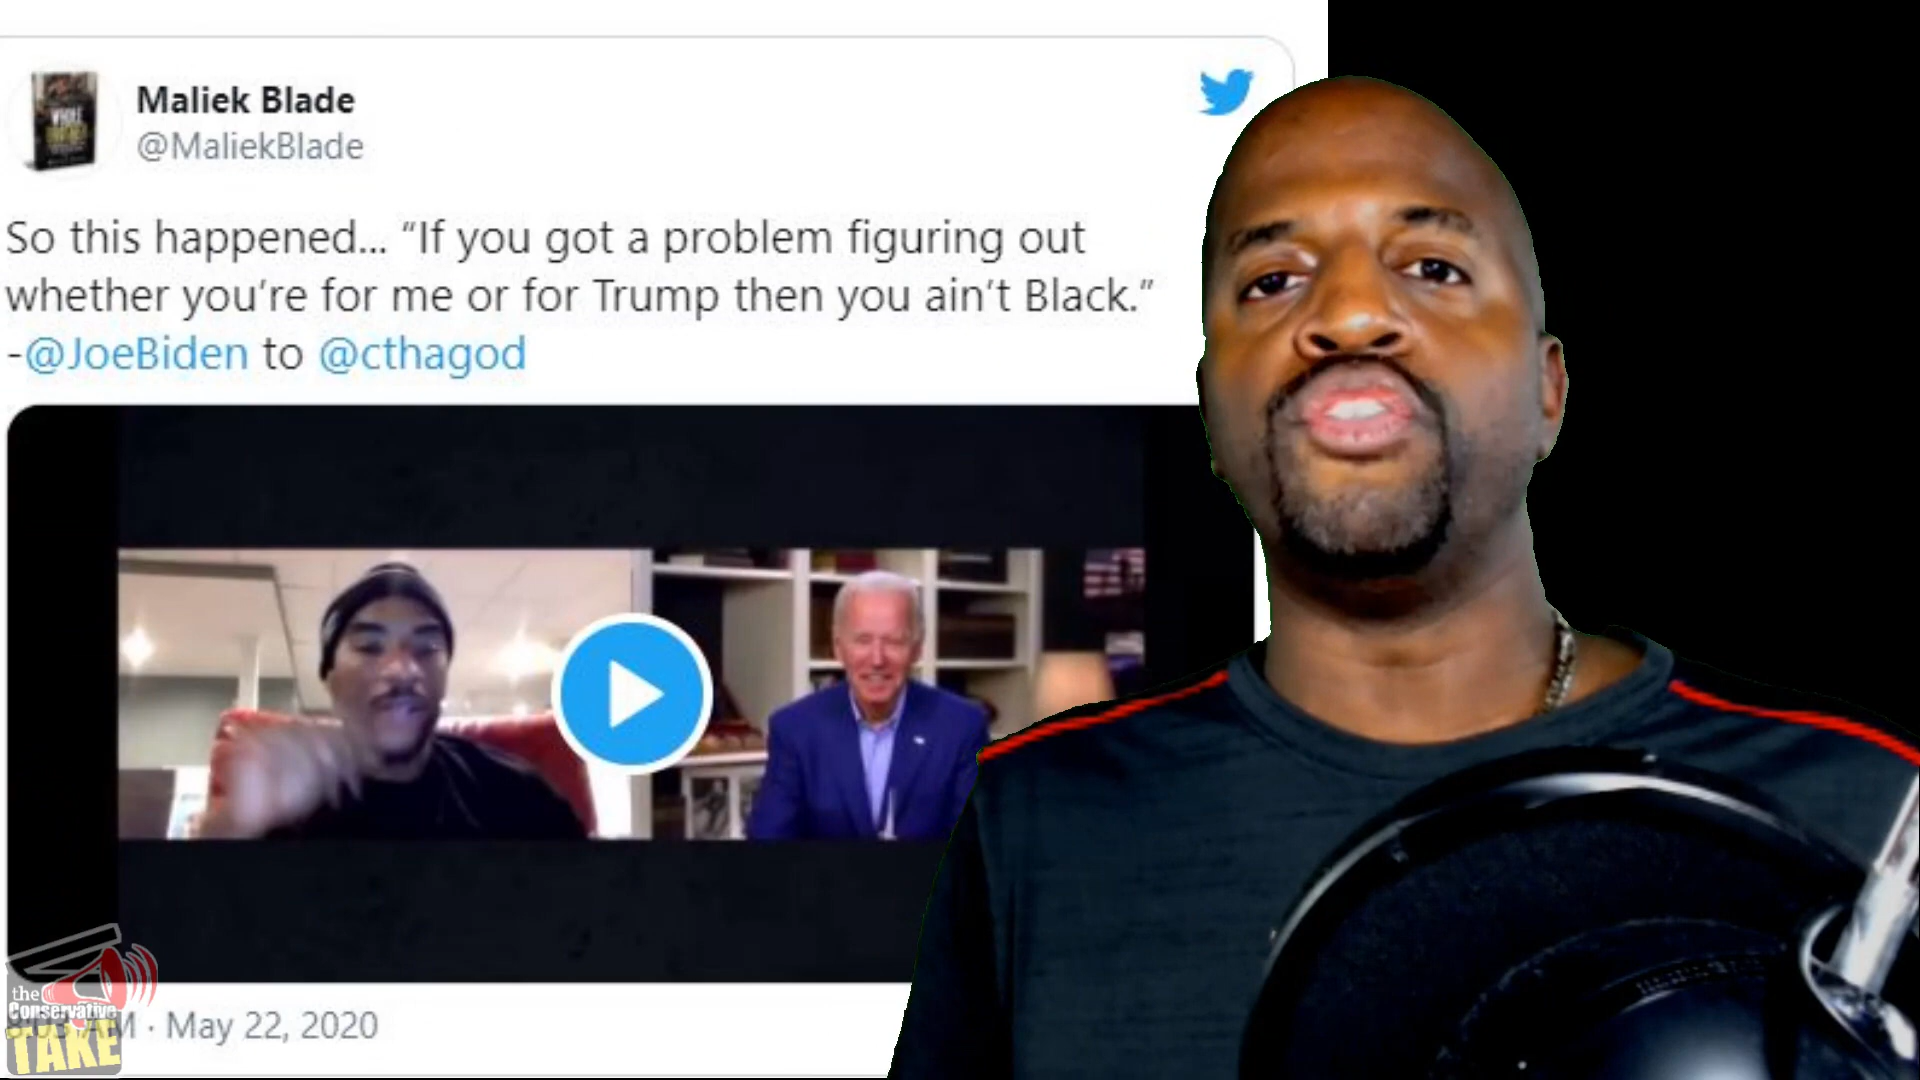 Maliek Blade
@MaliekBlade
So this happened... “If you got a problem figuring out
whether you’re for me or for Trump then you ain’t Black.”
-@JoeBiden to @cthagod
AM · May 22, 2020
the
Conservative
TAKE